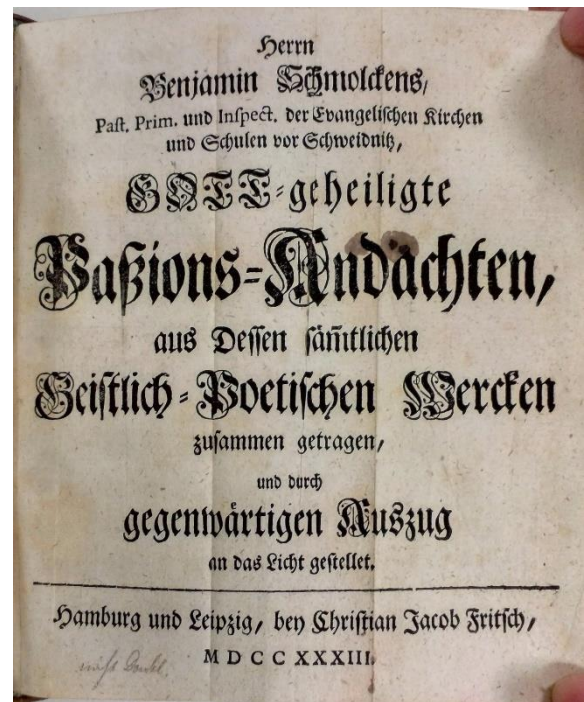 Herrn
Benjamin Schmolckens,
Past. Prim. und Inspect. der Evangelischen Kirchen
und Schulen vor Schweidnitz,
GOTT-geheiligte
Paßions-Andachten,
aus Dessen säm̃tlichen
Geistlich-Poetischen Wercken
zusammen getragen,
und durch
gegenwärtigen Auszug
an das Licht gestellet.
Hamburg und Leipzig, bey Christian Jacob Fritsch,
MDCCXXXIII.